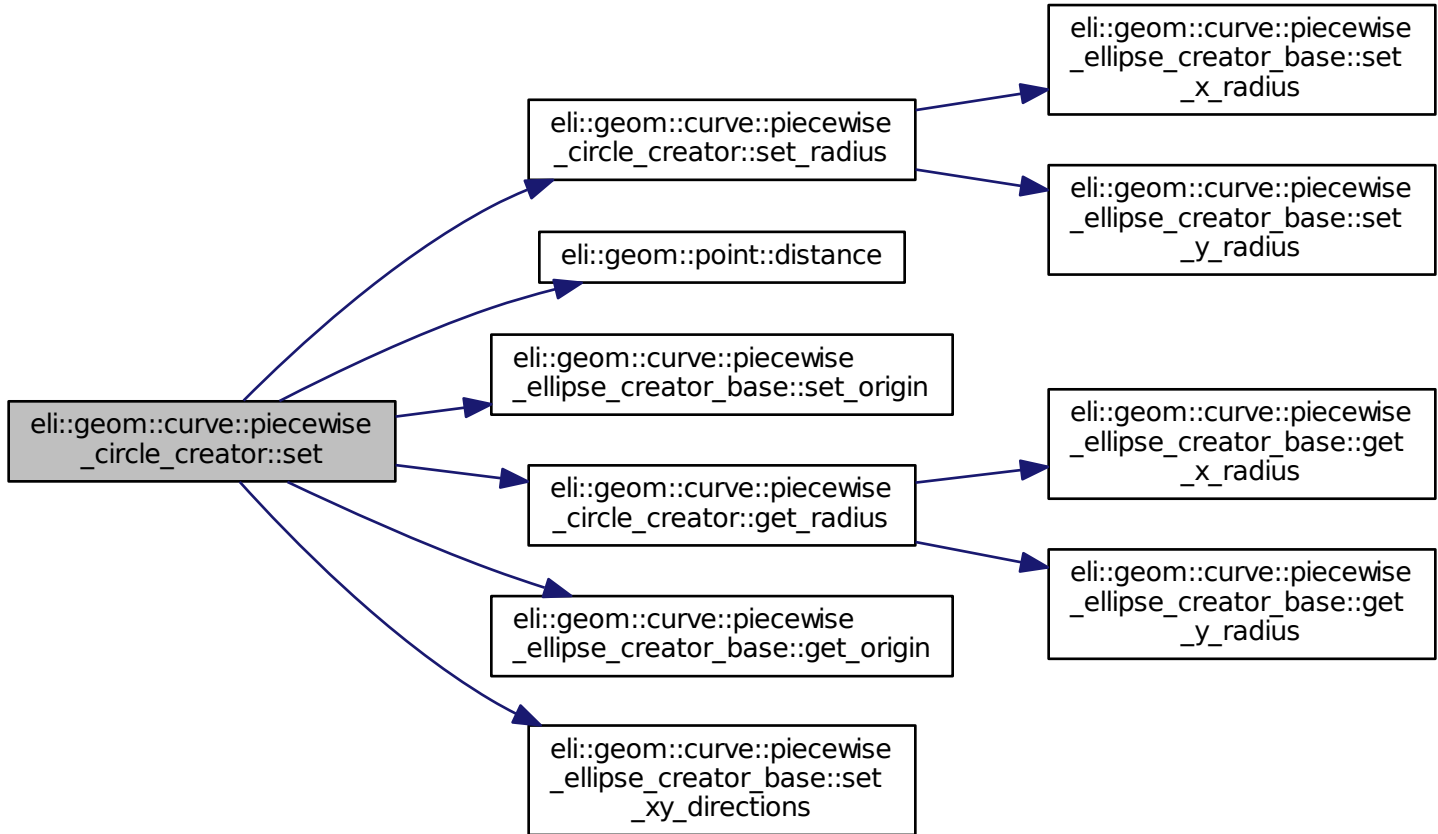 eli::geom::curve::piecewise
_circle_creator::set
eli::geom::curve::piecewise
_circle_creator::set_radius
eli::geom::point::distance
eli::geom::curve::piecewise
_ellipse_creator_base::set_origin
eli::geom::curve::piecewise
_circle_creator::get_radius
eli::geom::curve::piecewise
_ellipse_creator_base::get_origin
eli::geom::curve::piecewise
_ellipse_creator_base::set
_xy_directions
eli::geom::curve::piecewise
_ellipse_creator_base::set
_x_radius
eli::geom::curve::piecewise
_ellipse_creator_base::set
_y_radius
eli::geom::curve::piecewise
_ellipse_creator_base::get
_x_radius
eli::geom::curve::piecewise
_ellipse_creator_base::get
_y_radius